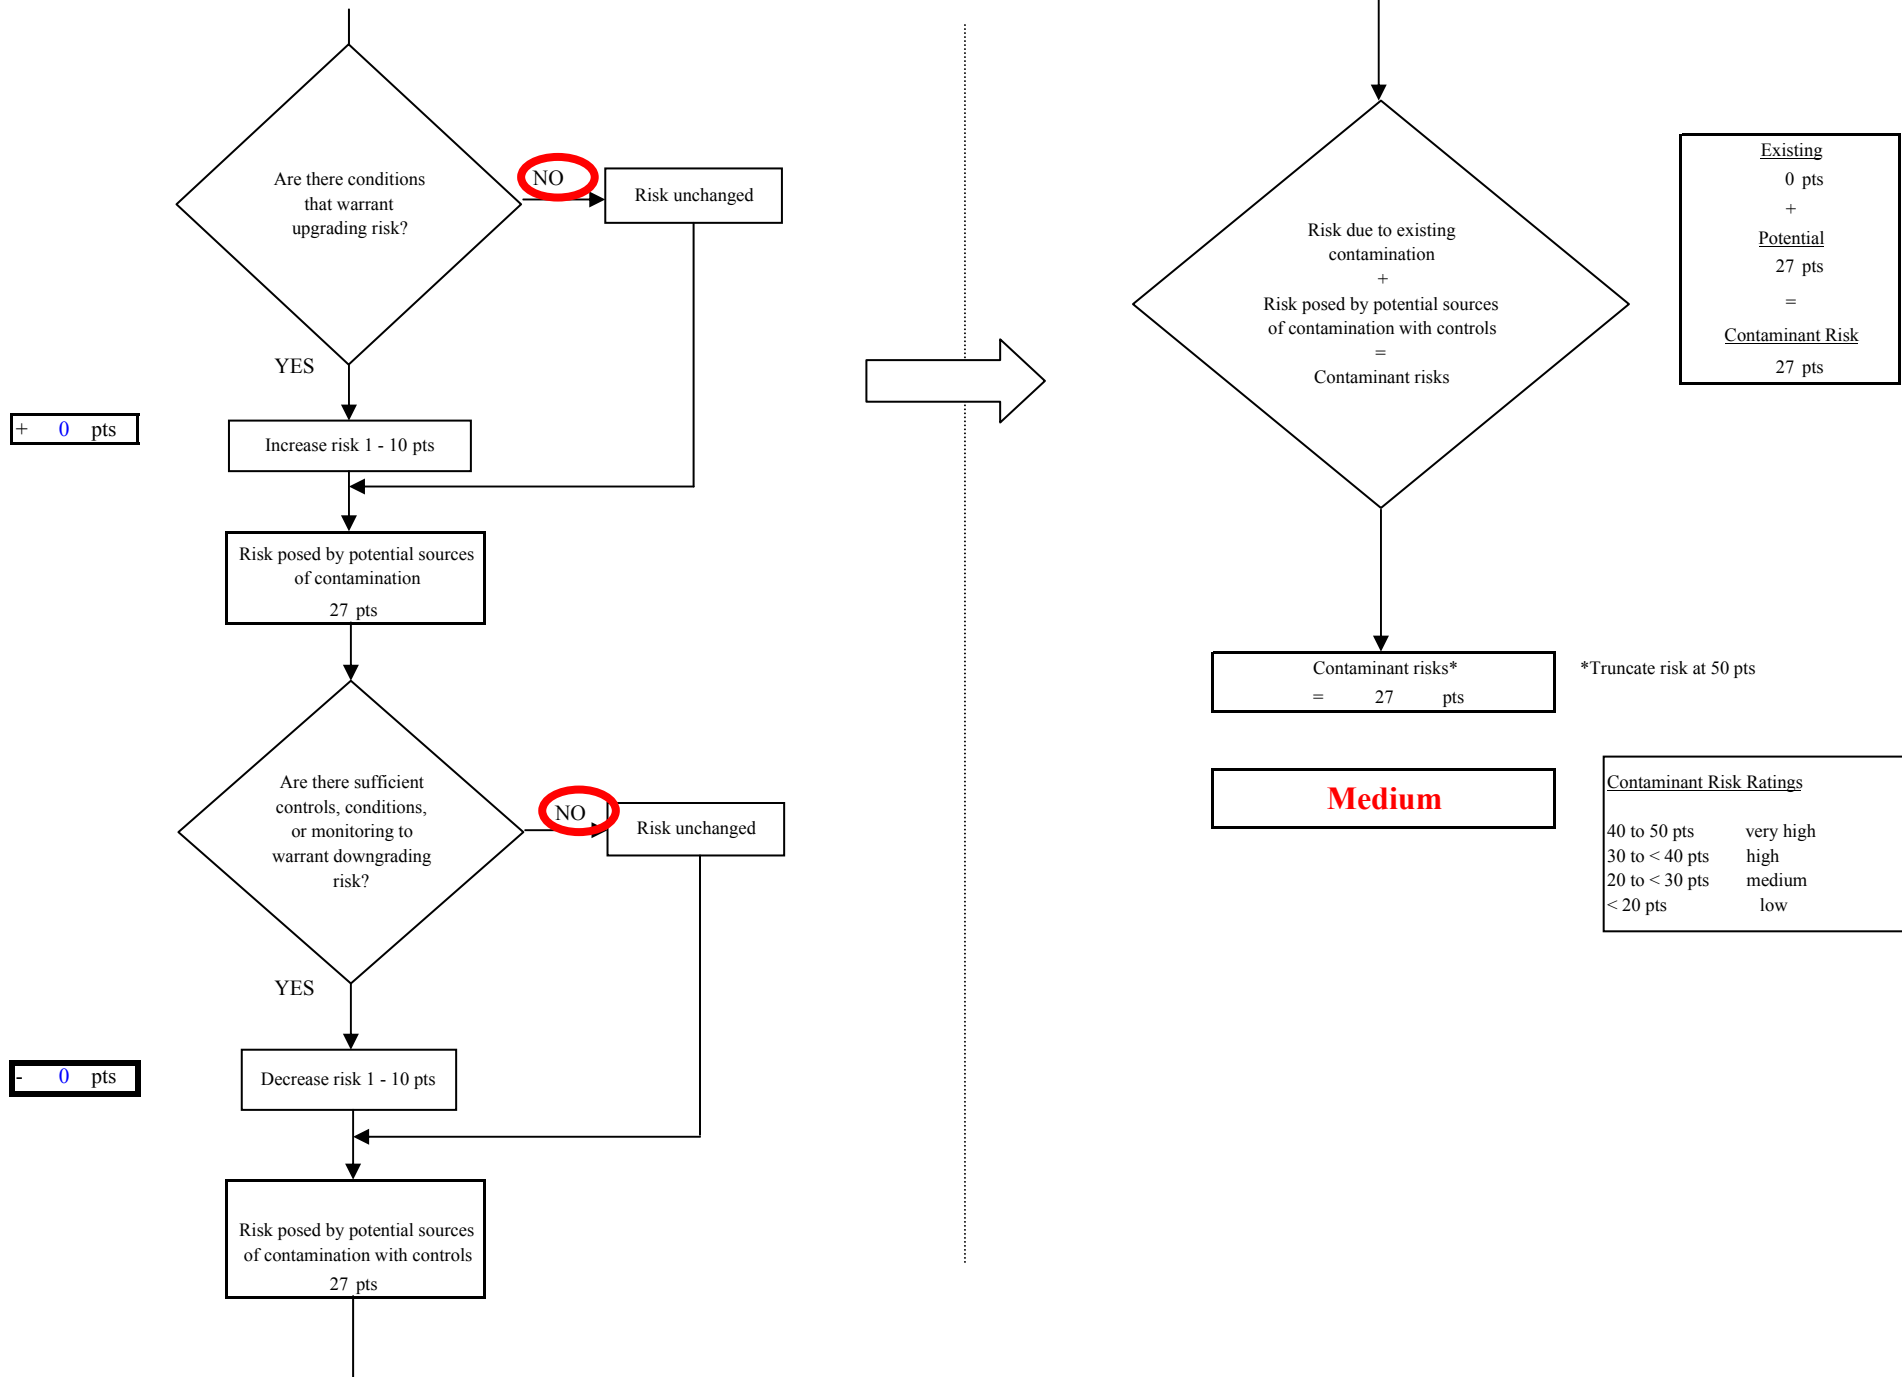 Are there conditions
that warrant
upgrading risk?
NO
Risk unchanged
YES
+ 0 pts
Increase risk 1 - 10 pts
Risk posed by potential sources
of contamination
27 pts
Are there sufficient
controls, conditions,
or monitoring to
warrant downgrading
risk?
NO
Risk unchanged
YES
- 0 pts
Decrease risk 1 - 10 pts
Risk posed by potential sources
of contamination with controls
27 pts
Risk due to existing
contamination
+
Risk posed by potential sources
of contamination with controls
=
Contaminant risks
Existing
0 pts
+
Potential
27 pts
=
Contaminant Risk
27 pts
Contaminant risks*
= 27 pts
*Truncate risk at 50 pts
Medium
Contaminant Risk Ratings
40 to 50 pts very high
30 to < 40 pts high
20 to < 30 pts medium
< 20 pts low